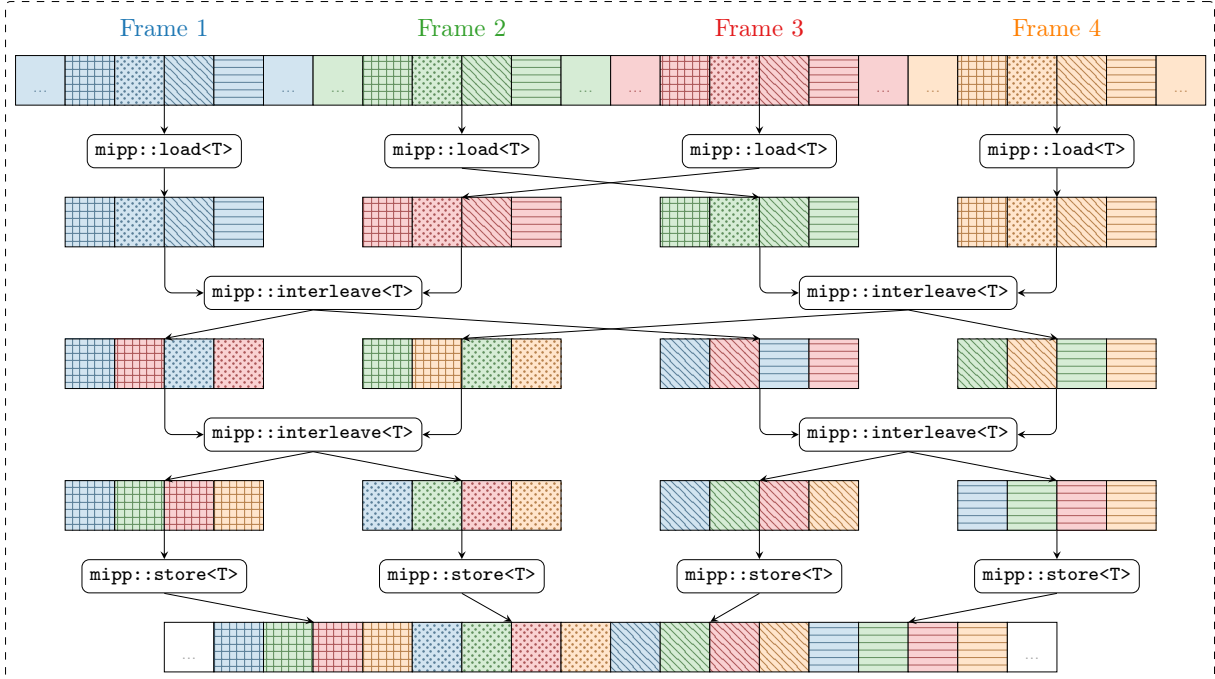 Frame 1 Frame 2 Frame 3 Frame 4
... ... ... ... ... ... ... ...
mipp::load<T> mipp::load<T> mipp::load<T> mipp::load<T>
mipp::interleave<T> mipp::interleave<T>
mipp::interleave<T> mipp::interleave<T>
mipp::store<T> mipp::store<T> mipp::store<T> mipp::store<T>
... ...